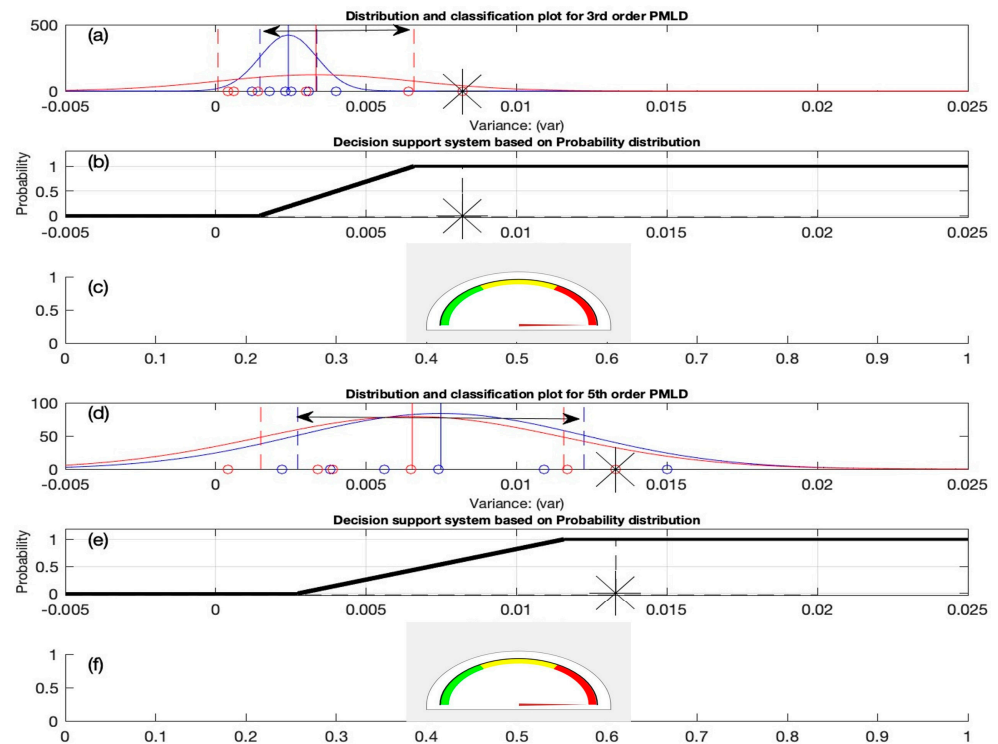 Distribution and classification plot for 3rd order PMLD
500
(a)
0
-0.005 0 0.005 0.01 0.015 0.02 0.025
Variance: (var)
Decision support system based on Probability distribution
Probability
1
(b)
0.5
0
-0.005 0 0.005 0.01 0.015 0.02 0.025
1
(c)
0.5
0
0 0.1 0.2 0.3 0.4 0.5 0.6 0.7 0.8 0.9 1
Distribution and classification plot for 5th order PMLD
100
(d)
50
0
-0.005 0 0.005 0.01 0.015 0.02 0.025
Variance: (var)
Decision support system based on Probability distribution
Probability
1
(e)
0.5
0
-0.005 0 0.005 0.01 0.015 0.02 0.025
1
(f)
0.5
0
0 0.1 0.2 0.3 0.4 0.5 0.6 0.7 0.8 0.9 1